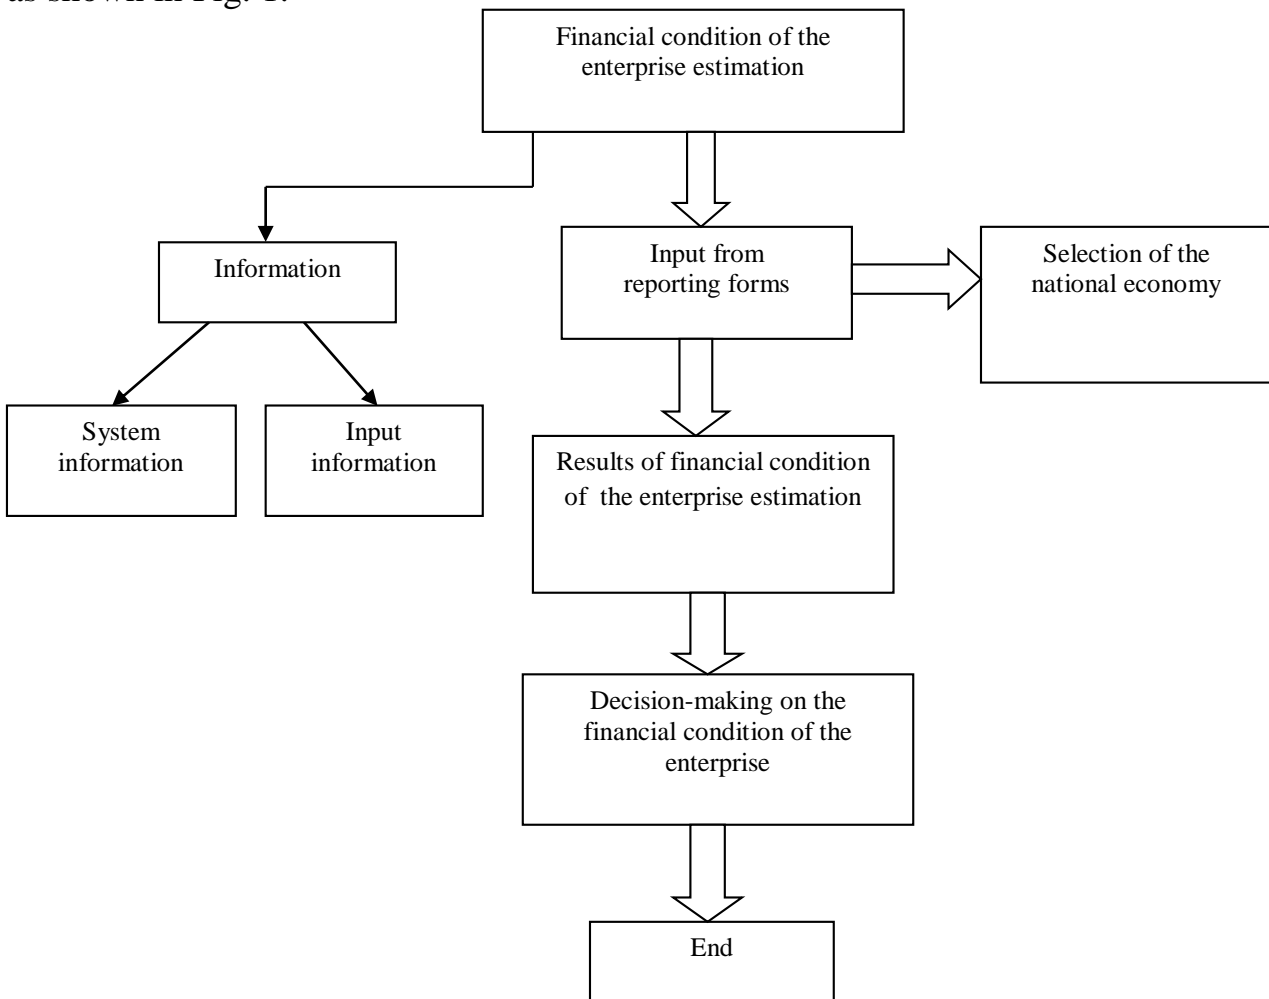 as shown in Fig. 1.
Financial condition of the
enterprise estimation
Information
Input from
reporting forms
Selection of the
national economy
System
information
Input
information
Results of financial condition
of  the enterprise estimation
Decision-making on the
financial condition of the
enterprise
End